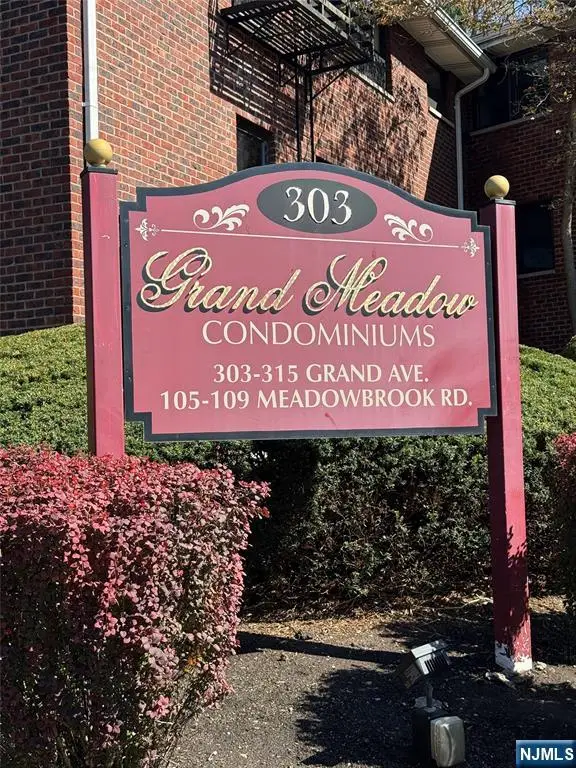 303
Grand Meadow
CONDOMINIUMS
303-315 GRAND AVE.
105-109 MEADOWBROOK RD.
NJMLS